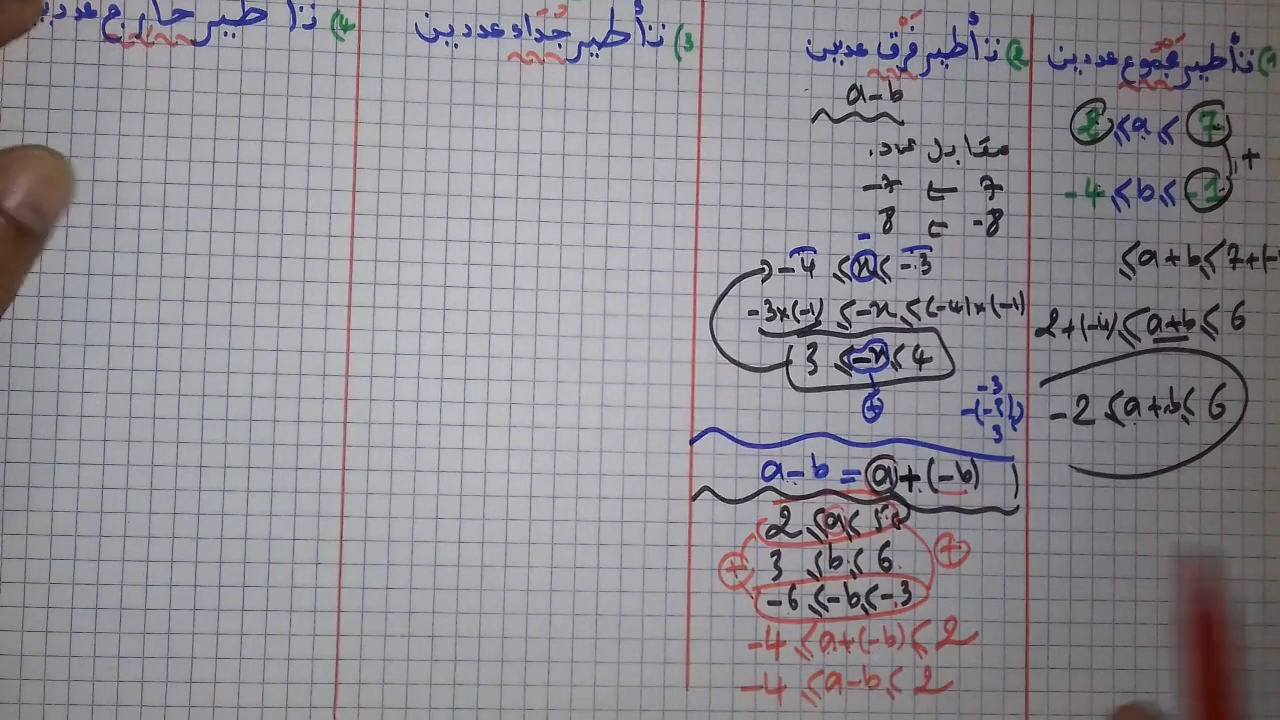 1) تأطير مجموع عددين
2 ⩽ a ⩽ 7
+
-4 ⩽ b ⩽ -1
⩽ a + b ⩽ 7+(-
2+(-4) ⩽ a+b ⩽ 6
-2 ⩽ a+b ⩽ 6
2) تأطير فرق عددين
a-b
مقابل عدد.
7 ⇒ -7
-8 ⇒ 8
-4 ⩽ x ⩽ -3
-3×(-1) ⩽ -x ⩽ (-4)×(-1)
3 ⩽ -x ⩽ 4
+
-3
3
a-b = a+(-b)
2 ⩽ a ⩽ 5
3 ⩽ b ⩽ 6
+ +
-6 ⩽ -b ⩽ -3
-4 ⩽ a+(-b) ⩽ 2
-4 ⩽ a-b ⩽ 2
3) تأطير جداء عددين
4) تأطير خارج عددين